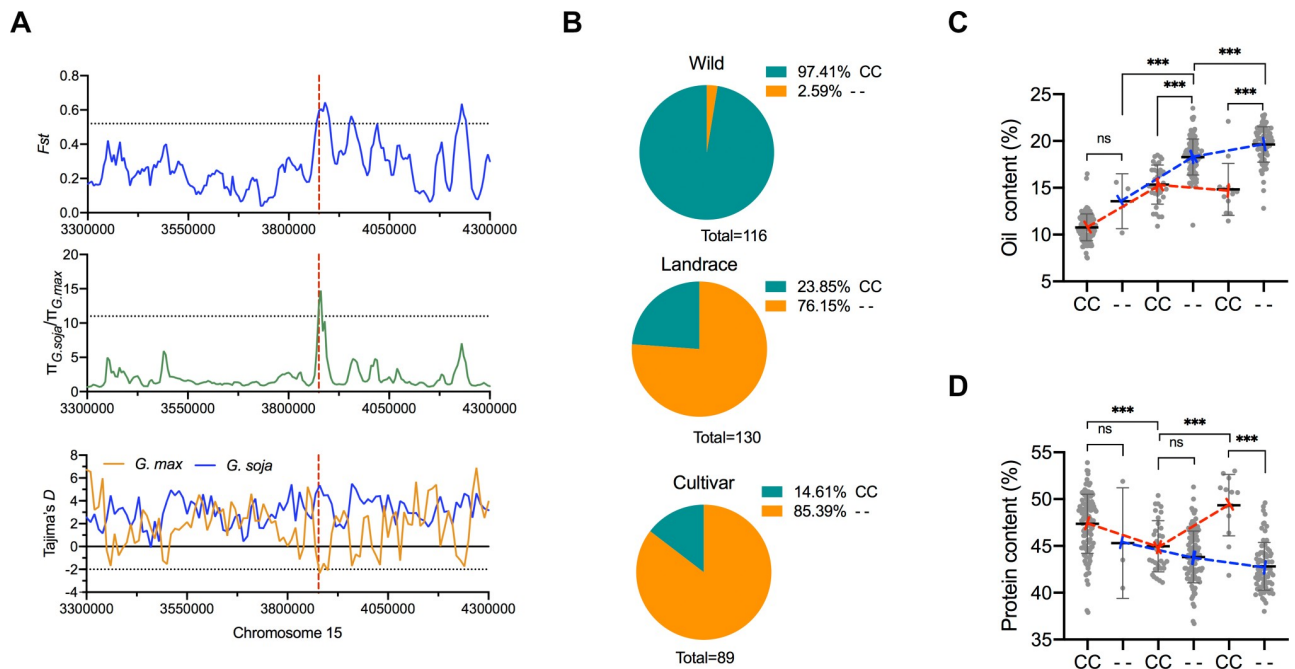 A
0.8
0.6
0.4
0.2
0.0
Fst
3300000 3550000 3800000 4050000 4300000
20
15
10
5
0
πG.soja/πG.max
3300000 3550000 3800000 4050000 4300000
G. max G. soja
8
6
4
2
0
-2
-4
Tajima's D
3300000 3550000 3800000 4050000 4300000
Chromosome 15
B
Wild
97.41% CC
2.59% - -
Total=116
Landrace
23.85% CC
76.15% - -
Total=130
Cultivar
14.61% CC
85.39% - -
Total=89
C
25
20
15
10
5
Oil content (%)
*** ***
*** ***
ns
CC - - CC - - CC - -
D
55
50
45
40
35
Protein content (%)
*** ***
ns ns ***
CC - - CC - - CC - -